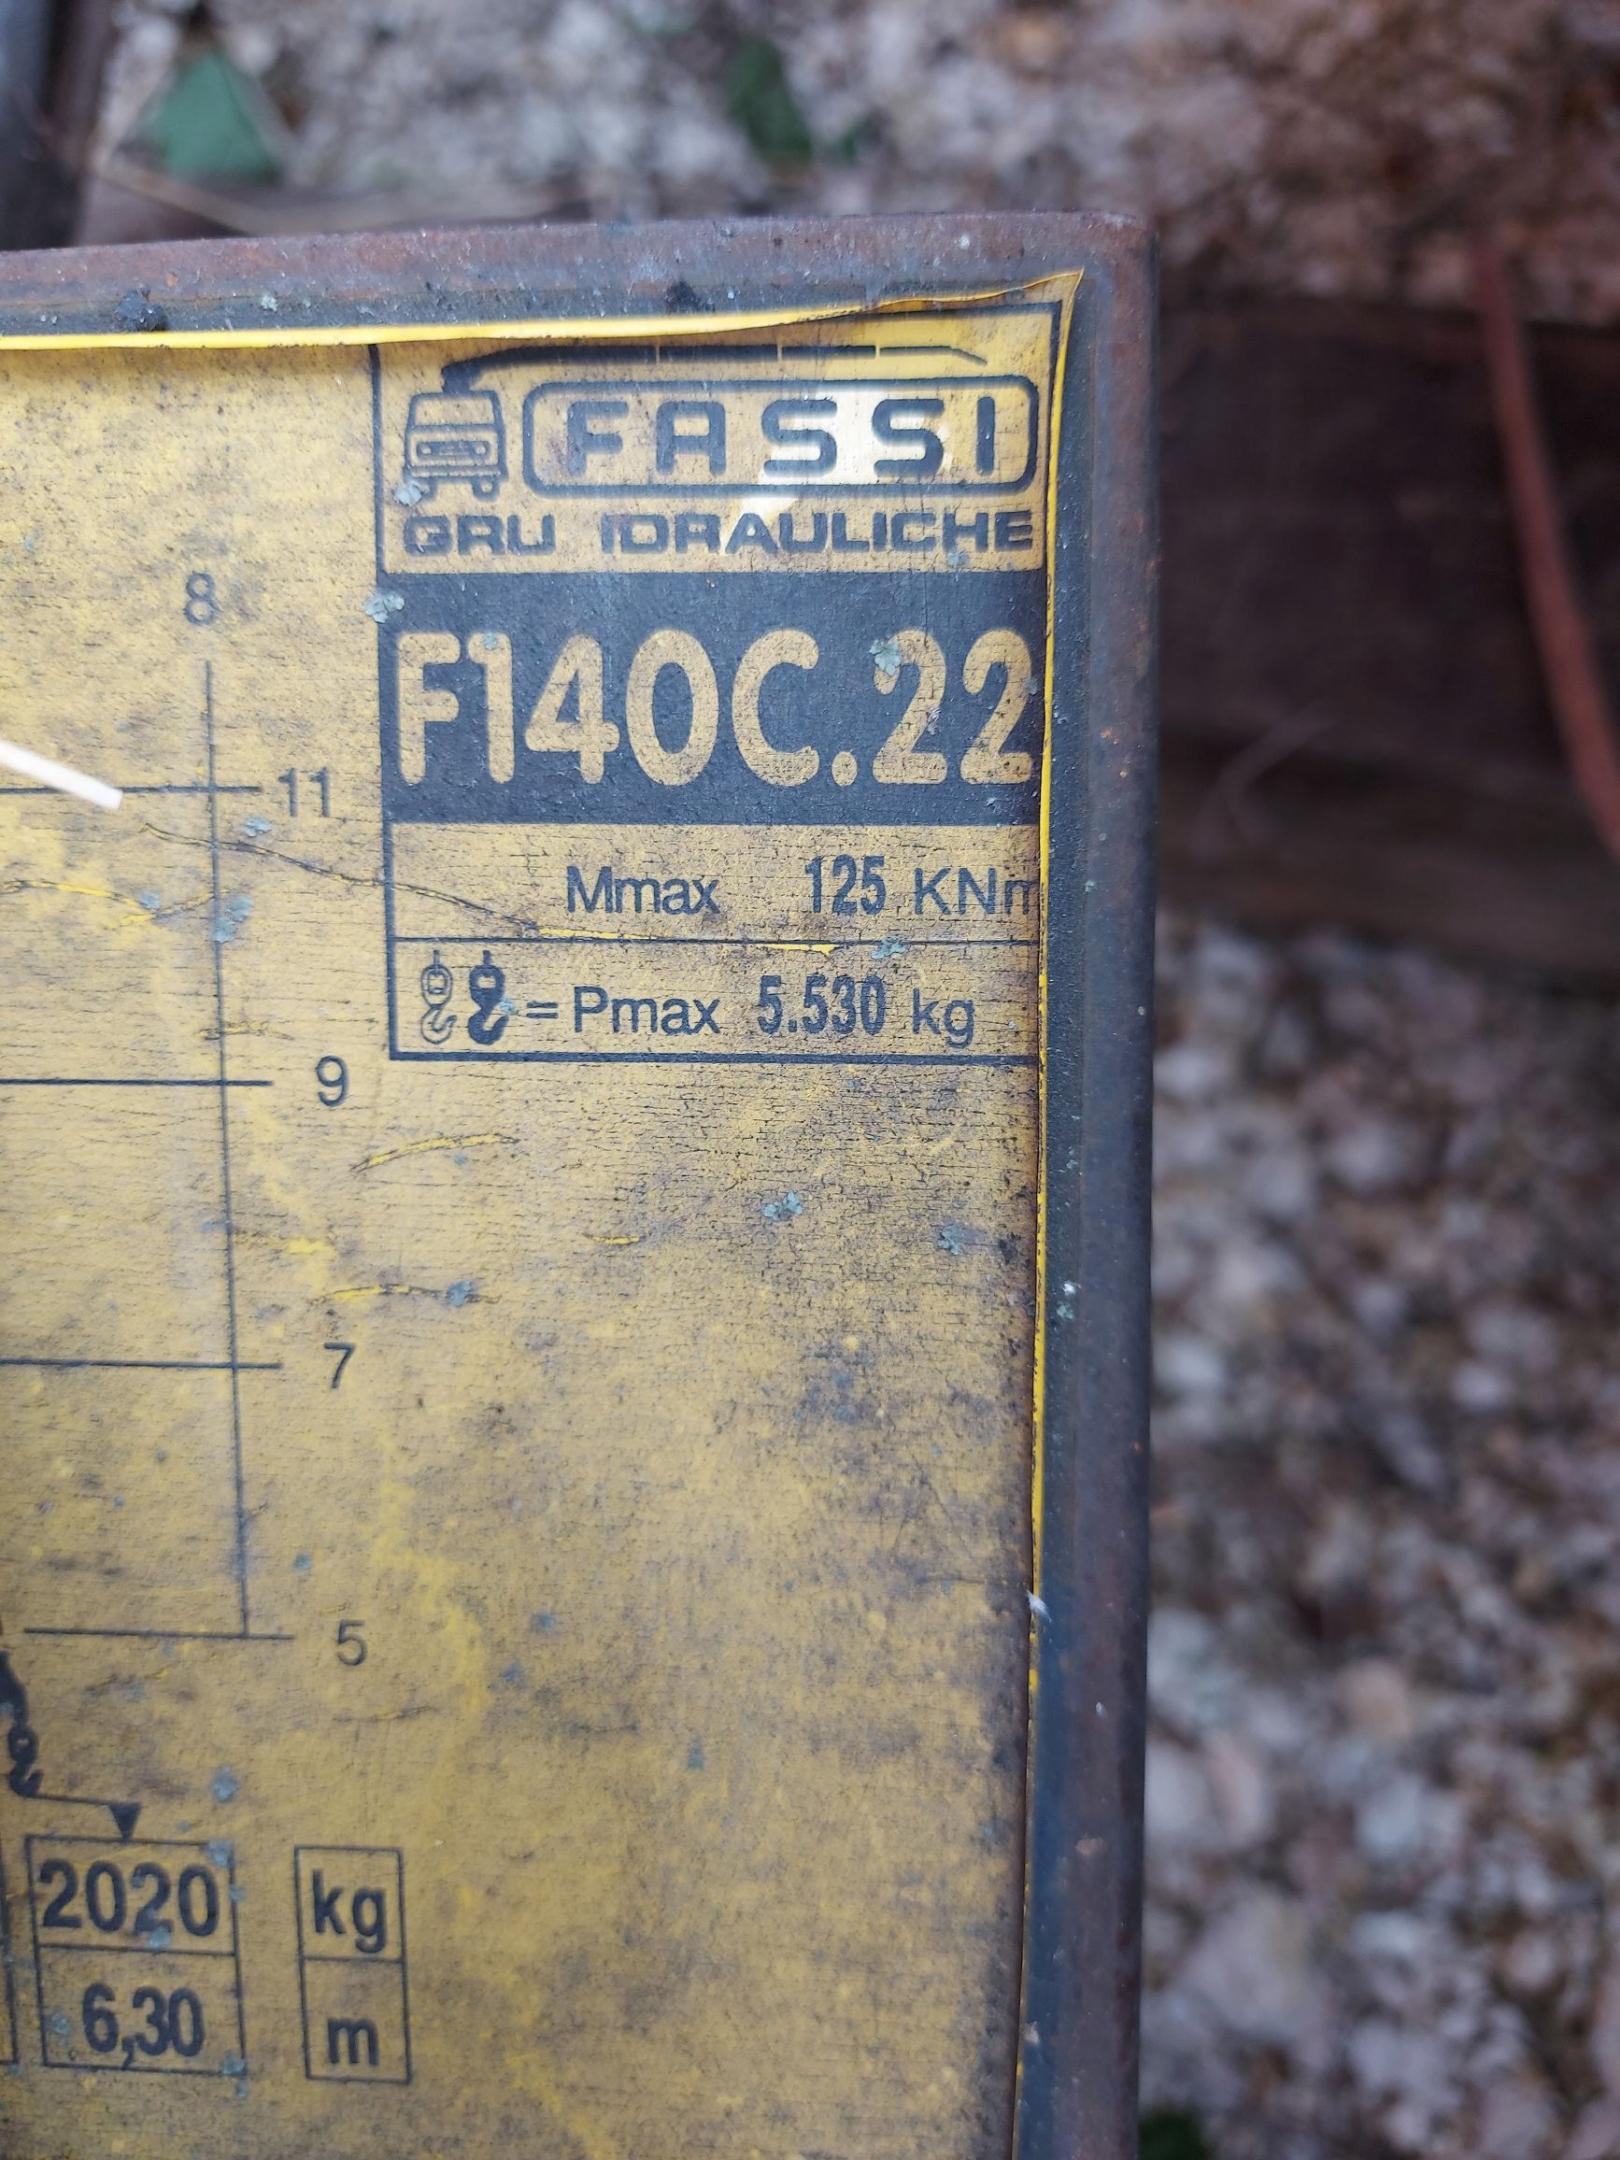 FASSI
GRU IDRAULICHE
8
F140C.22
11
Mmax 125 KNm
= Pmax 5.530 kg
9
7
5
2020 kg
6,30 m